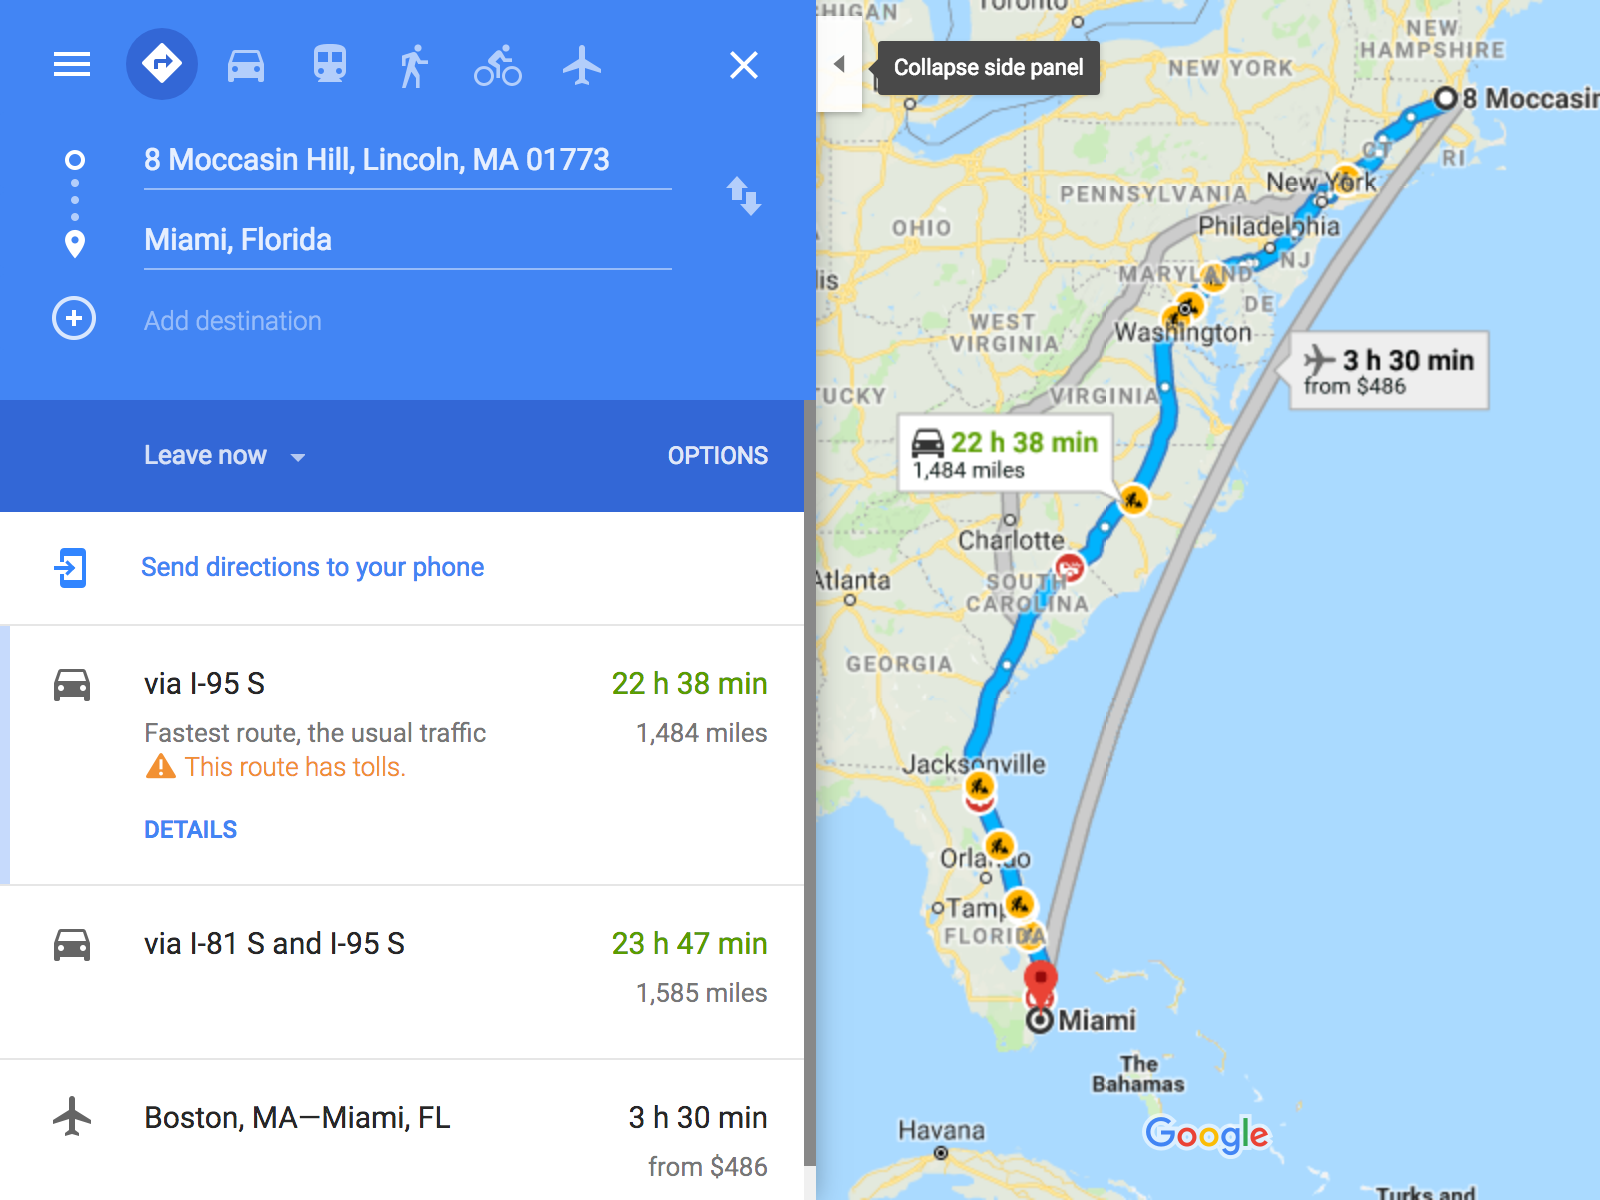 8 Moccasin Hill, Lincoln, MA 01773
Miami, Florida
Add destination
Leave now
OPTIONS
Send directions to your phone
via I-95 S
22 h 38 min
Fastest route, the usual traffic
1,484 miles
This route has tolls.
DETAILS
via I-81 S and I-95 S
23 h 47 min
1,585 miles
Boston, MA—Miami, FL
3 h 30 min
from $486
Collapse side panel
HIGAN
Toronto
NEW HAMPSHIRE
NEW YORK
8 Moccasin
CT
RI
New York
PENNSYLVANIA
Philadelphia
OHIO
NJ
MARYLAND
lis
DE
WEST VIRGINIA
Washington
3 h 30 min
from $486
TUCKY
VIRGINIA
22 h 38 min
1,484 miles
Charlotte
Atlanta
SOUTH CAROLINA
GEORGIA
Jacksonville
Orlando
Tamp
FLORIDA
Miami
The Bahamas
Havana
Google
Turks and